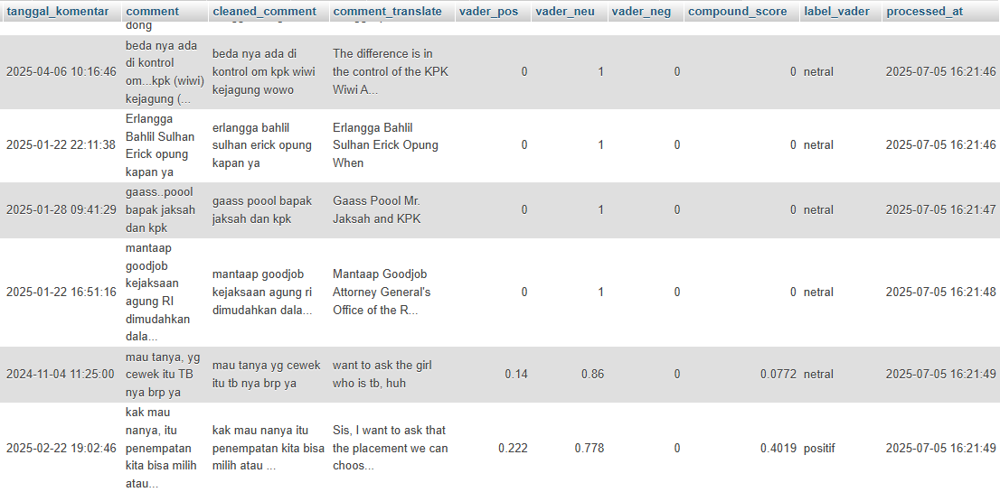 tanggal_komentar comment cleaned_comment comment_translate vader_pos vader_neu vader_neg compound_score label_vader processed_at
dong
2025-04-06 10:16:46 beda nya ada di kontrol om...kpk (wiwi) kejagung (... beda nya ada di kontrol om kpk wiwi kejagung wowo The difference is in the control of the KPK Wiwi A... 0 1 0 0 netral 2025-07-05 16:21:46
2025-01-22 22:11:38 Erlangga Bahlil Sulhan Erick opung kapan ya erlangga bahlil sulhan erick opung kapan ya Erlangga Bahlil Sulhan Erick Opung When 0 1 0 0 netral 2025-07-05 16:21:46
2025-01-28 09:41:29 gaass..poool bapak jaksah dan kpk gaass poool bapak jaksah dan kpk Gaass Poool Mr. Jaksah and KPK 0 1 0 0 netral 2025-07-05 16:21:47
2025-01-22 16:51:16 mantaap goodjob kejaksaan agung RI dimudahkan dala... mantaap goodjob kejaksaan agung ri dimudahkan dala... Mantaap Goodjob Attorney General's Office of the R... 0 1 0 0 netral 2025-07-05 16:21:48
2024-11-04 11:25:00 mau tanya, yg cewek itu TB nya brp ya mau tanya yg cewek itu tb nya brp ya want to ask the girl who is tb, huh 0.14 0.86 0 0.0772 netral 2025-07-05 16:21:49
2025-02-22 19:02:46 kak mau nanya, itu penempatan kita bisa milih atau... kak mau nanya itu penempatan kita bisa milih atau ... Sis, I want to ask that the placement we can choos... 0.222 0.778 0 0.4019 positif 2025-07-05 16:21:49